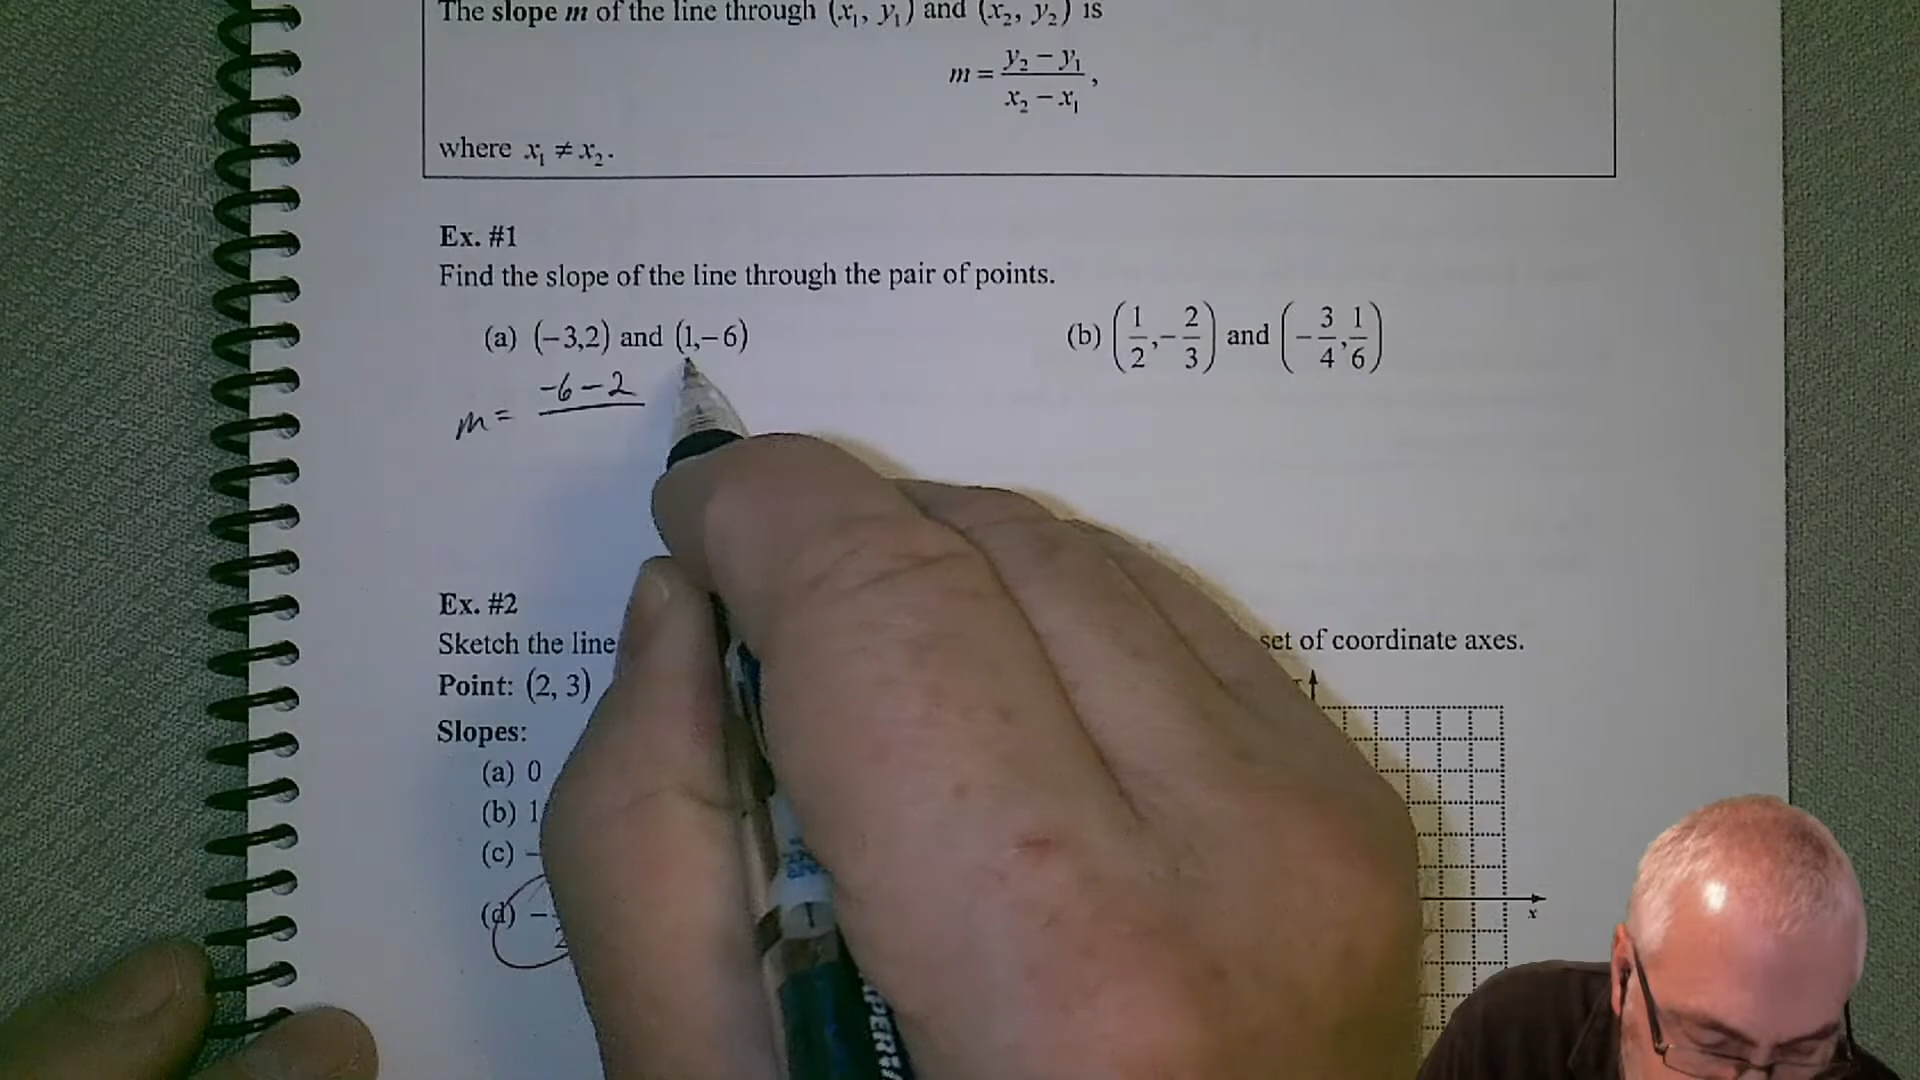 The slope m of the line through (x₁, y₁) and (x₂, y₂) is
m = (y₂ − y₁)/(x₂ − x₁),
where x₁ ≠ x₂.
Ex. #1
Find the slope of the line through the pair of points.
(a) (−3,2) and (1,−6) (b) (1/2, −2/3) and (−3/4, 1/6)
m = -6 - 2
Ex. #2
Sketch the line set of coordinate axes.
Point: (2, 3)
Slopes:
(a) 0
(b) 1
(c) −
(d) −
x